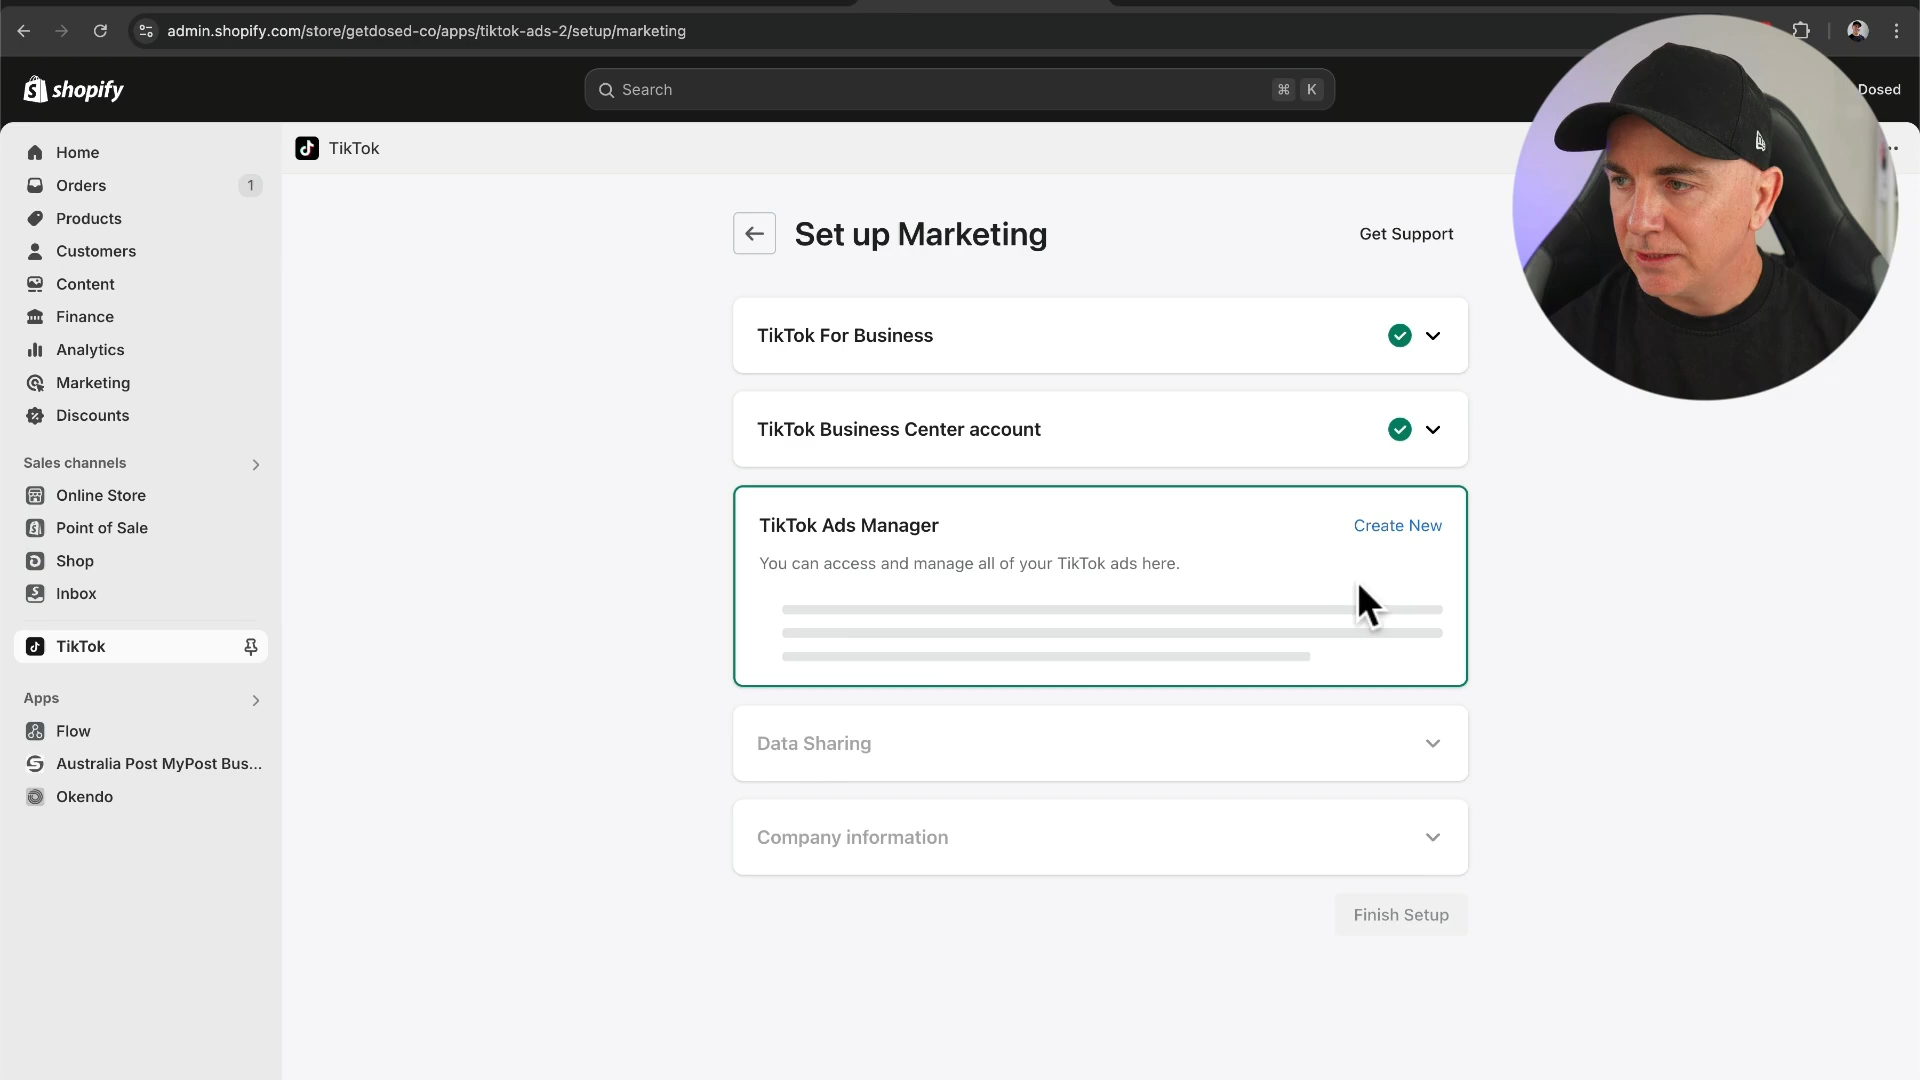 admin.shopify.com/store/getdosed-co/apps/tiktok-ads-2/setup/marketing
shopify
Search
⌘ K
Dosed
Home
Orders 1
Products
Customers
Content
Finance
Analytics
Marketing
Discounts
Sales channels
Online Store
Point of Sale
Shop
Inbox
TikTok
Apps
Flow
Australia Post MyPost Bus...
Okendo
TikTok
Set up Marketing
Get Support
TikTok For Business
TikTok Business Center account
TikTok Ads Manager
Create New
You can access and manage all of your TikTok ads here.
Data Sharing
Company information
Finish Setup